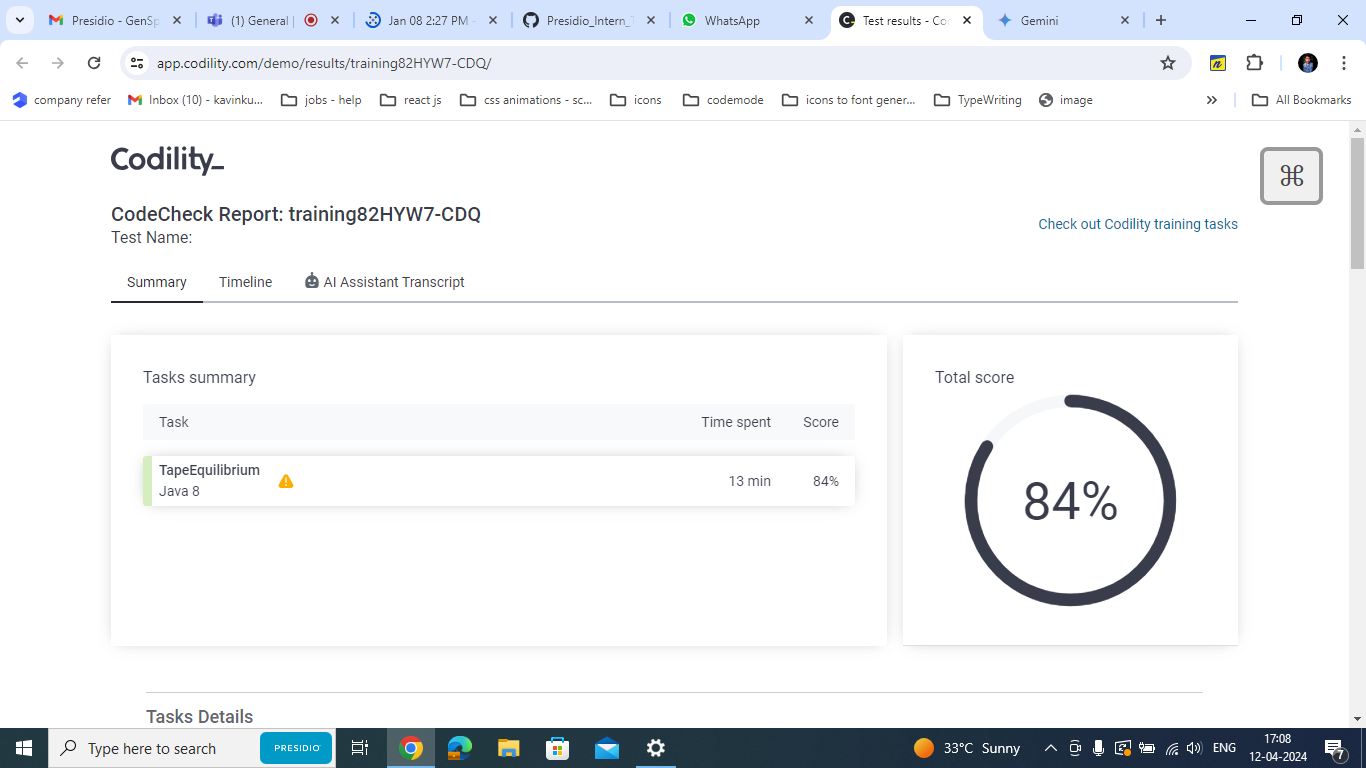 Presidio - GenSp
(1) General |
Jan 08 2:27 PM -
Presidio_Intern_T
WhatsApp
Test results - Coc
Gemini
app.codility.com/demo/results/training82HYW7-CDQ/
company refer
Inbox (10) - kavinku...
jobs - help
react js
css animations - sc...
icons
codemode
icons to font gener...
TypeWriting
image
All Bookmarks
Codility_
CodeCheck Report: training82HYW7-CDQ
Test Name:
Check out Codility training tasks
Summary
Timeline
AI Assistant Transcript
Tasks summary
Task
Time spent
Score
TapeEquilibrium
Java 8
13 min
84%
Total score
84%
Tasks Details
Type here to search
PRESIDIO
33°C Sunny
ENG
17:08
12-04-2024
7